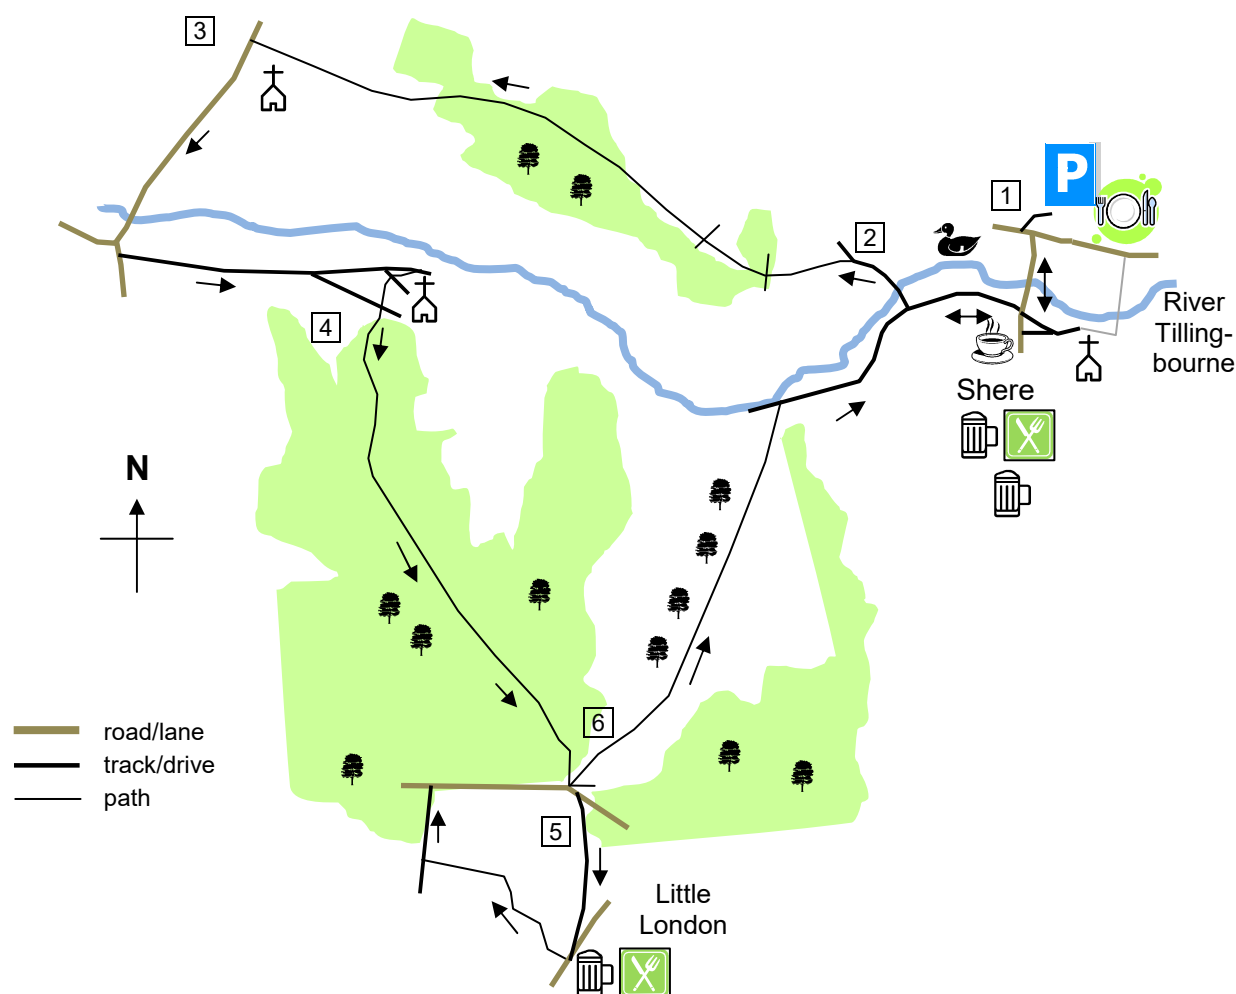 3
P
1
2
River
Tilling-
bourne
4
Shere
N
6
road/lane
track/drive
path
5
Little
London